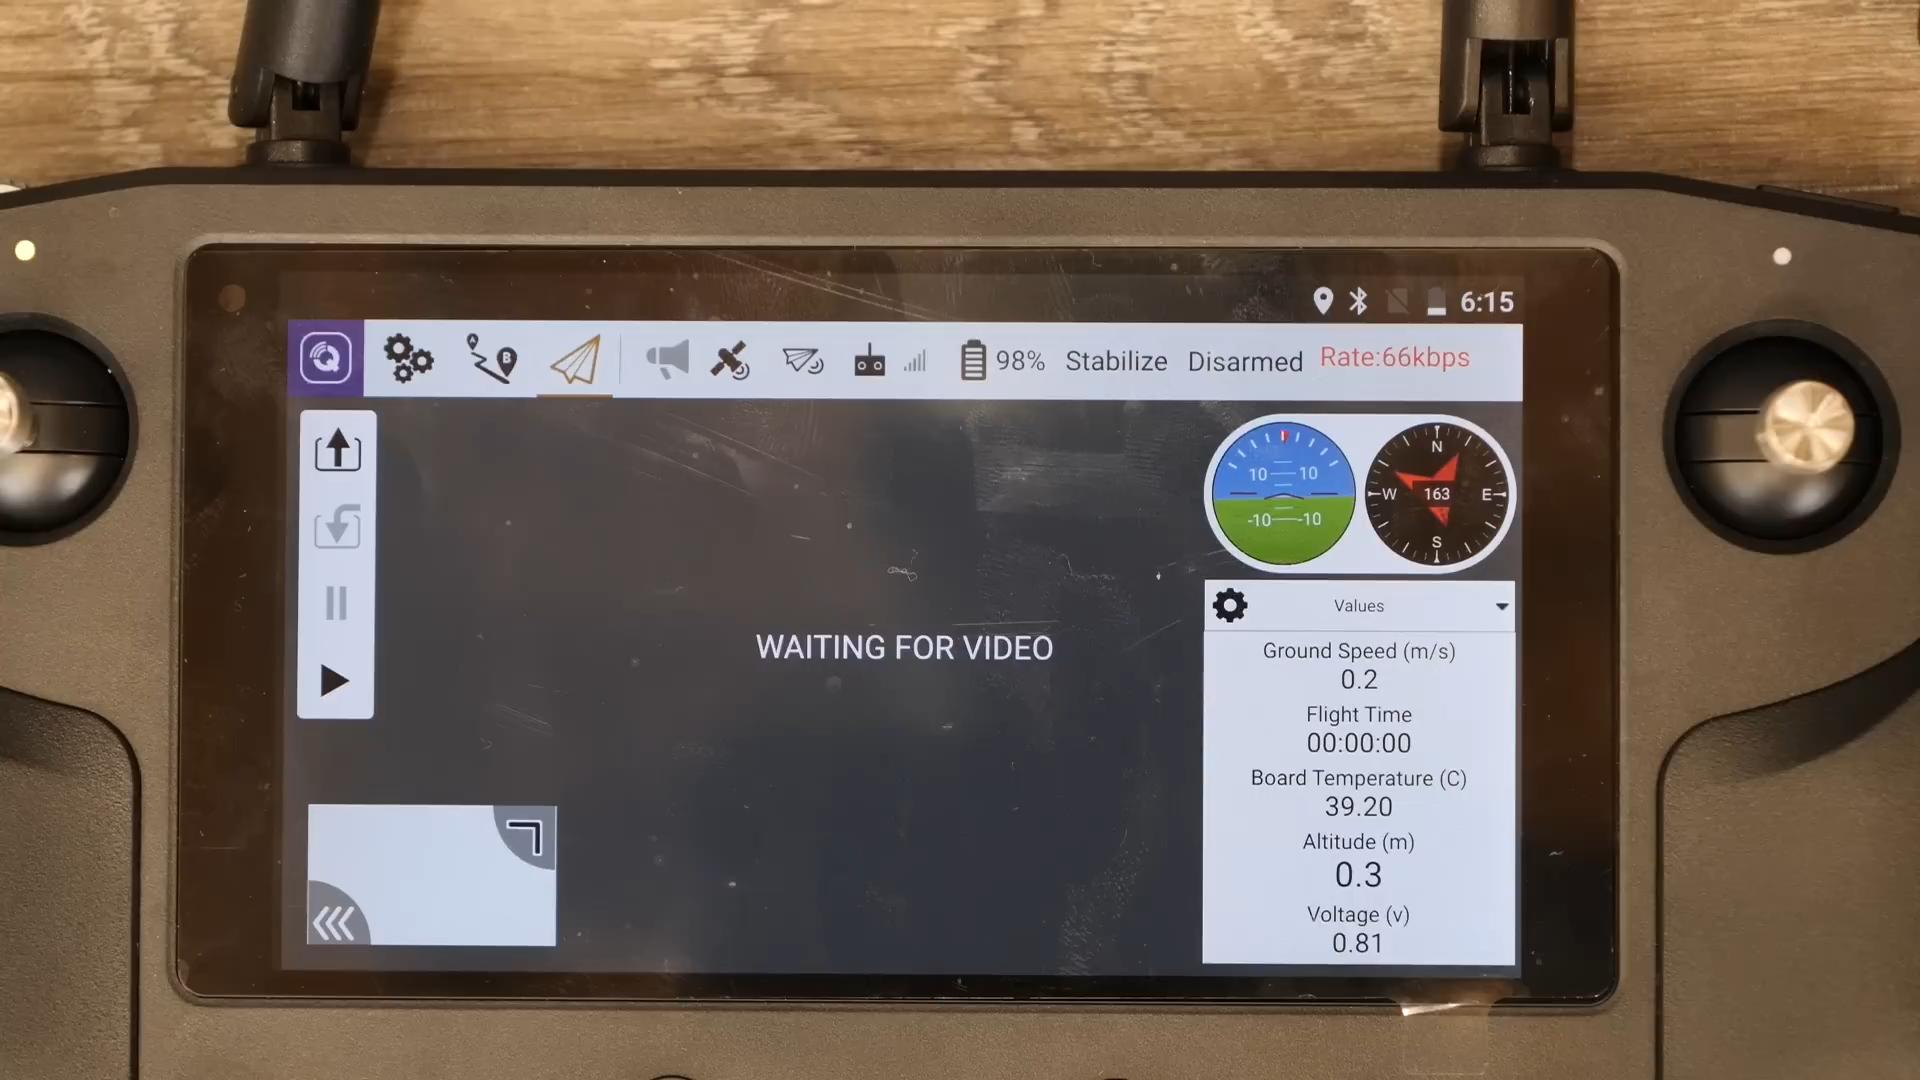 6:15
98% Stabilize Disarmed Rate:66kbps
A
B
10 10
-10 -10
N
W 163 E
S
Values
WAITING FOR VIDEO
Ground Speed (m/s)
0.2
Flight Time
00:00:00
Board Temperature (C)
39.20
Altitude (m)
0.3
Voltage (v)
0.81